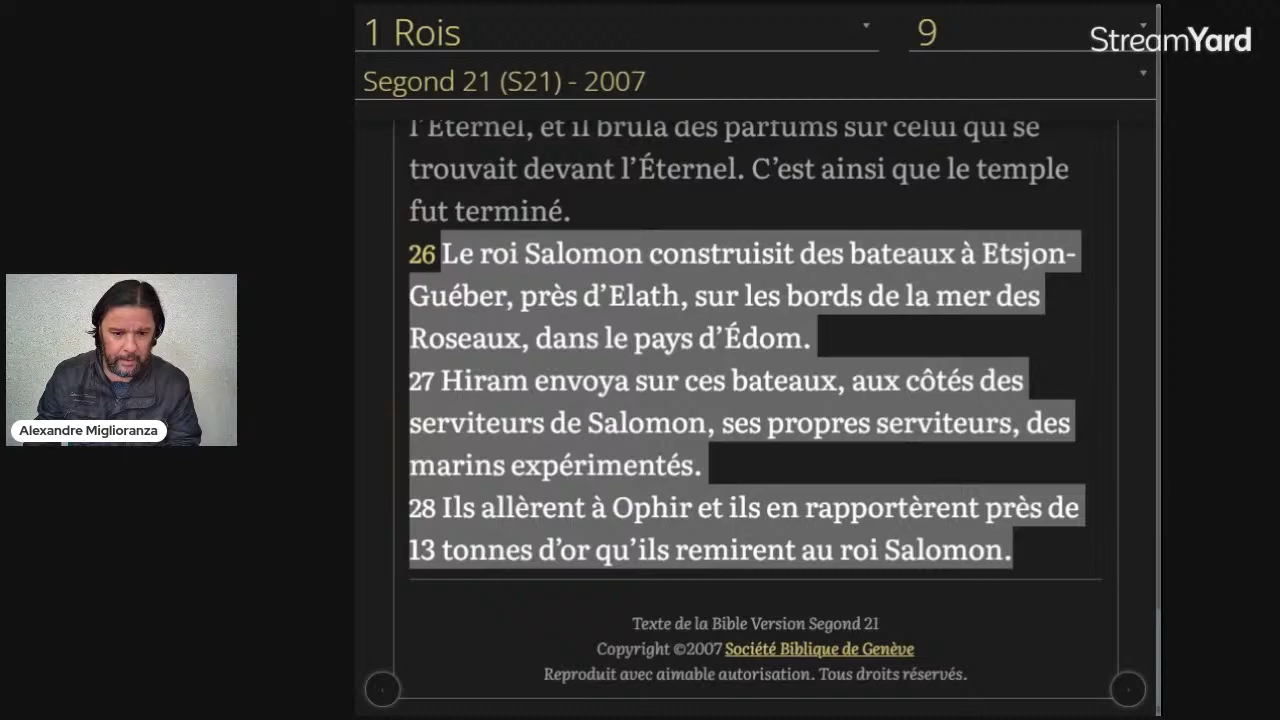 1 Rois
9
StreamYard
Segond 21 (S21) - 2007
l’Éternel, et il brûla des parfums sur celui qui se
trouvait devant l’Éternel. C’est ainsi que le temple
fut terminé.
26 Le roi Salomon construisit des bateaux à Etsjon-
Guéber, près d’Elath, sur les bords de la mer des
Roseaux, dans le pays d’Édom.
27 Hiram envoya sur ces bateaux, aux côtés des
serviteurs de Salomon, ses propres serviteurs, des
marins expérimentés.
28 Ils allèrent à Ophir et ils en rapportèrent près de
13 tonnes d’or qu’ils remirent au roi Salomon.
Alexandre Miglioranza
Texte de la Bible Version Segond 21
Copyright ©2007 Société Biblique de Genève
Reproduit avec aimable autorisation. Tous droits réservés.